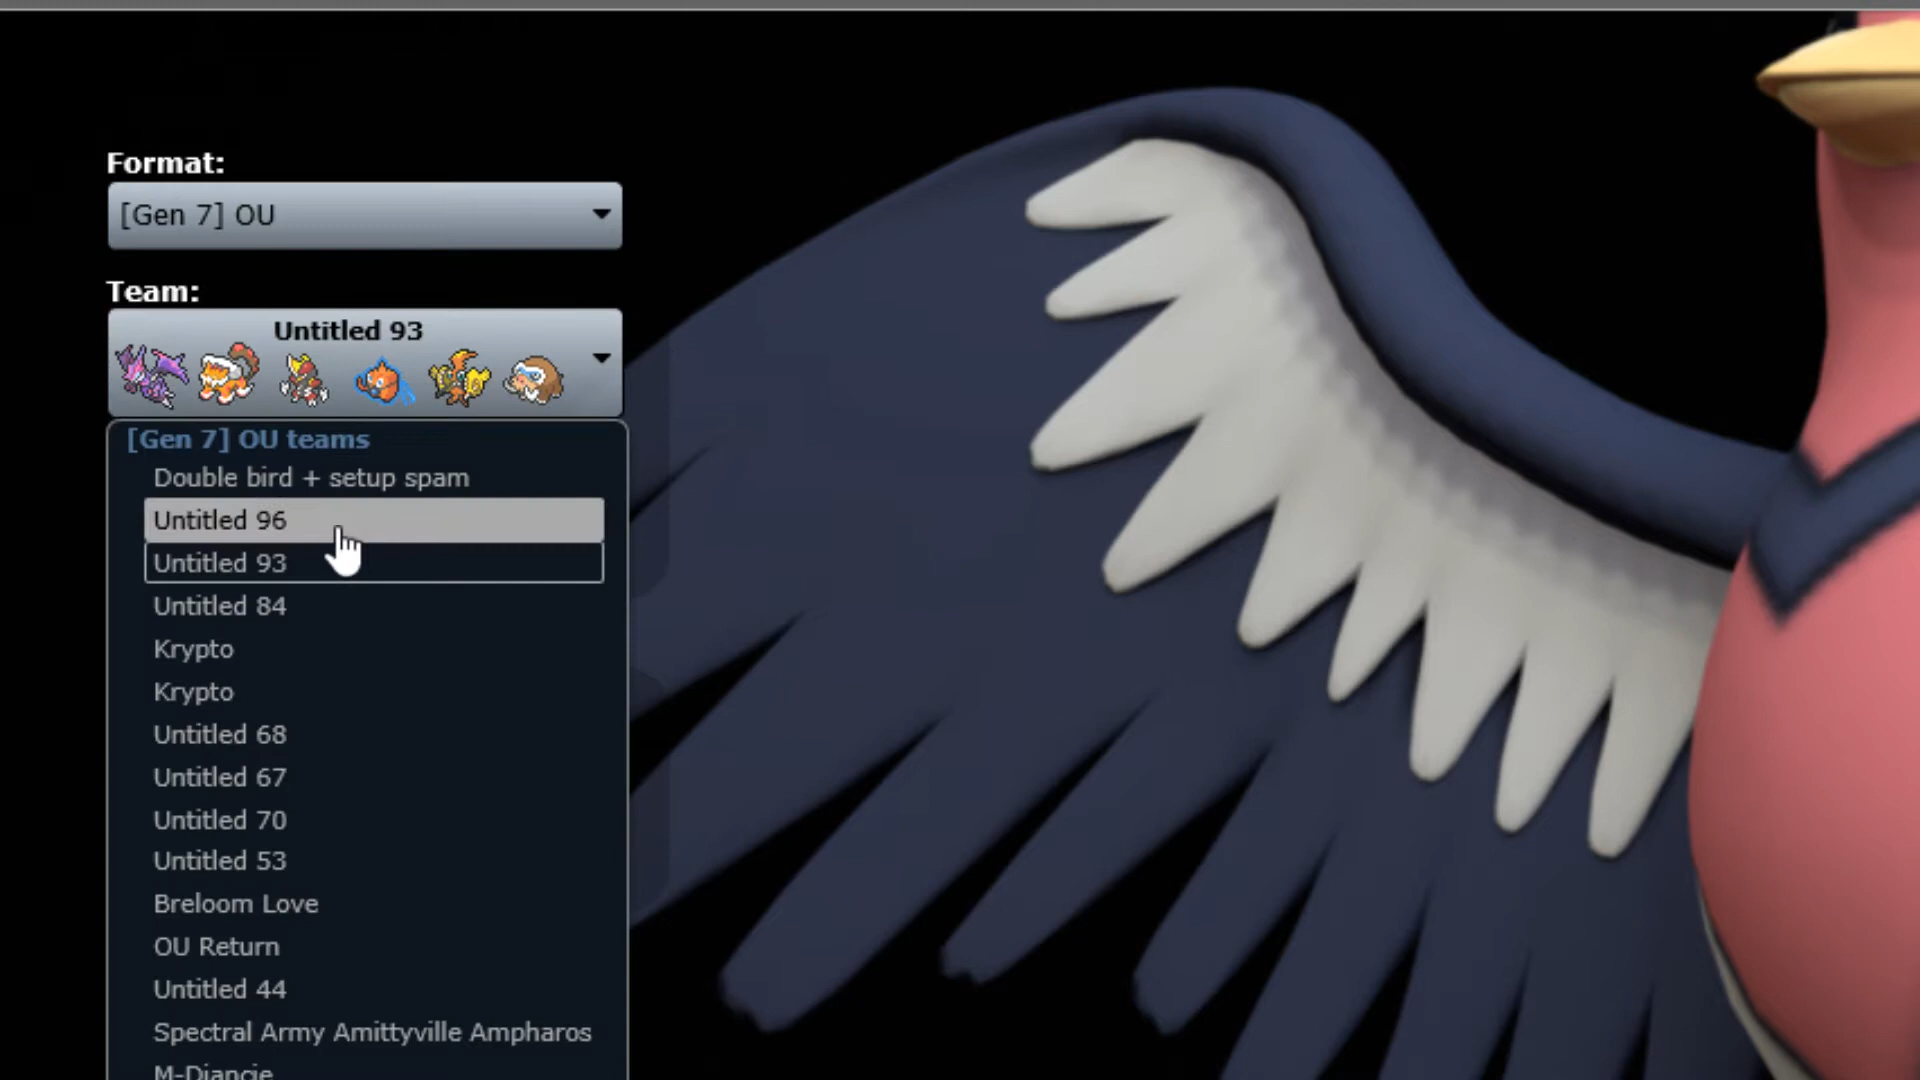 Format:
[Gen 7] OU
Team:
Untitled 93
[Gen 7] OU teams
Double bird + setup spam
Untitled 96
Untitled 93
Untitled 84
Krypto
Krypto
Untitled 68
Untitled 67
Untitled 70
Untitled 53
Breloom Love
OU Return
Untitled 44
Spectral Army Amittyville Ampharos
M-Diancie